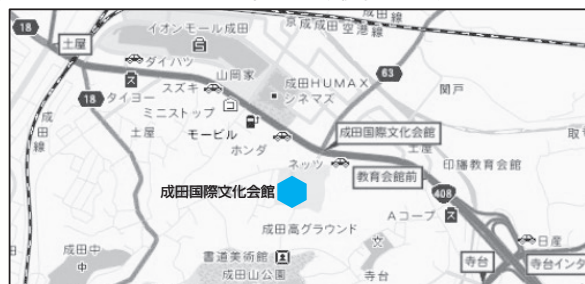 イオンモール成田
京成成田空港線
成田線
18
土屋
ダイハツ
山岡家
スズキ
成田HUMAX
シネマズ
63
関戸
18
タイヨー
ミニストップ
土屋
モービル
成田国際文化会館
土屋
取
成田線
ホンダ
ネッツ
印旛教育会館
教育会館前
成田国際文化会館
408
Aコープ
成田高グラウンド
日産
成田中
中
文
書道美術館
成田山公園
寺台
寺台
寺台インタ